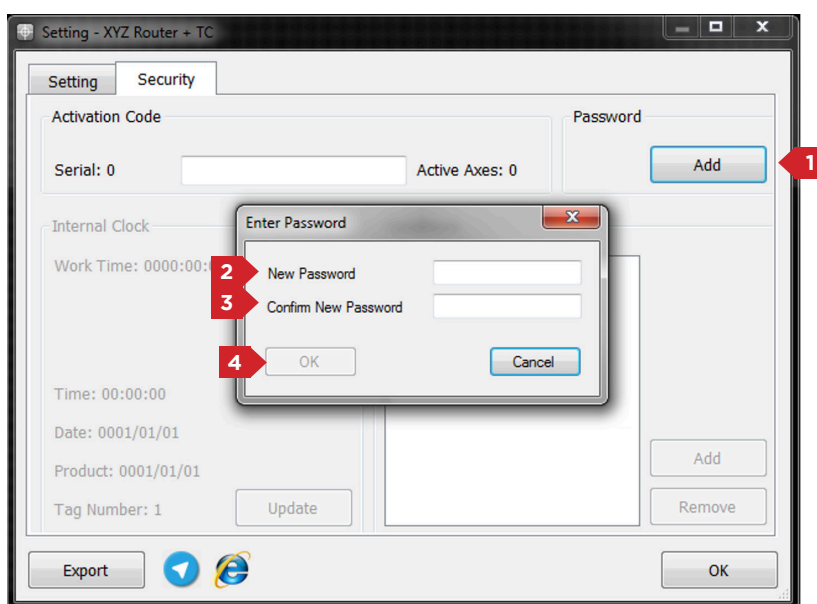 Setting - XYZ Router + TC
Setting Security
Activation Code Password
Serial: 0 Active Axes: 0 Add 1
Internal Clock Enter Password
Work Time: 0000:00: 2 New Password
3 Confirm New Password
4 OK Cancel
Time: 00:00:00
Date: 0001/01/01
Product: 0001/01/01 Add
Tag Number: 1 Update Remove
Export OK